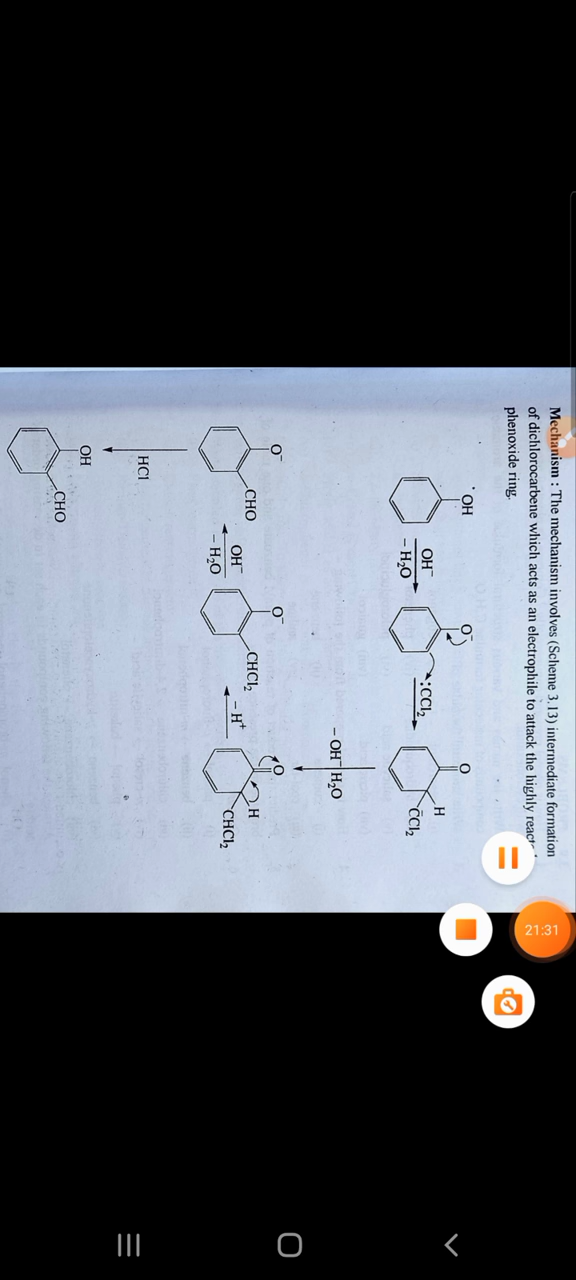 Mechanism : The mechanism involves (Scheme 3.13) intermediate formation
of dichlorocarbene which acts as an electrophile to attack the highly
phenoxide ring.
OH
OH⁻
– H₂O
O⁻
:CCl₂
O
H
C̄Cl₂
– OH⁻
H₂O
O
H
CHCl₂
– H⁺
O⁻
CHCl₂
OH⁻
– H₂O
O⁻
CHO
HCl
OH
CHO
21:31